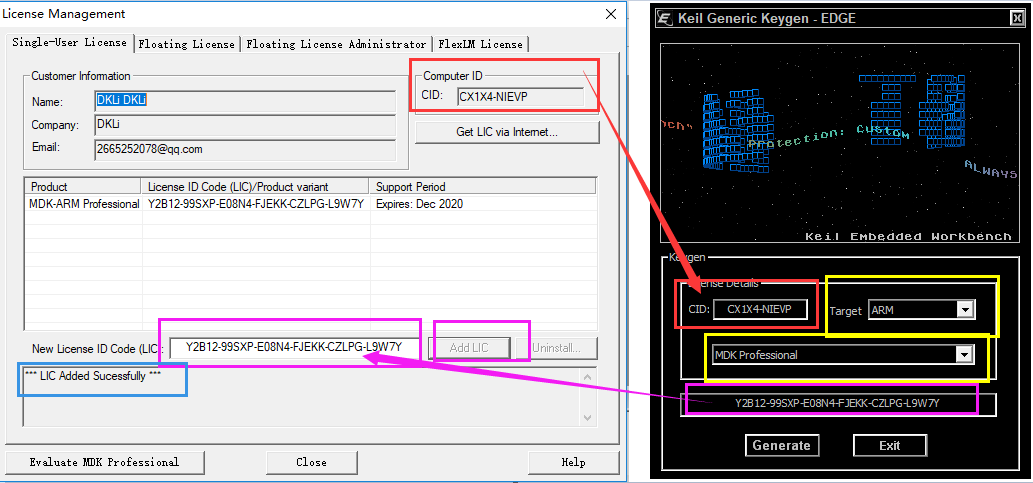 License Management
Single-User License Floating License Floating License Administrator FlexLM License
Customer Information
Name: DKLi DKLi
Company: DKLi
Email: 2665252078@qq.com
Computer ID
CID: CX1X4-NIEVP
Get LIC via Internet...
Product License ID Code (LIC)/Product variant Support Period
MDK-ARM Professional Y2B12-99SXP-E08N4-FJEKK-CZLPG-L9W7Y Expires: Dec 2020
New License ID Code (LIC): Y2B12-99SXP-E08N4-FJEKK-CZLPG-L9W7Y Add LIC Uninstall...
*** LIC Added Sucessfully ***
Evaluate MDK Professional Close Help
Keil Generic Keygen - EDGE
Protection: Custom
ALWAYS
Keil Embedded Workbench
Keygen
License Details
CID: CX1X4-NIEVP Target ARM
MDK Professional
Y2B12-99SXP-E08N4-FJEKK-CZLPG-L9W7Y
Generate Exit